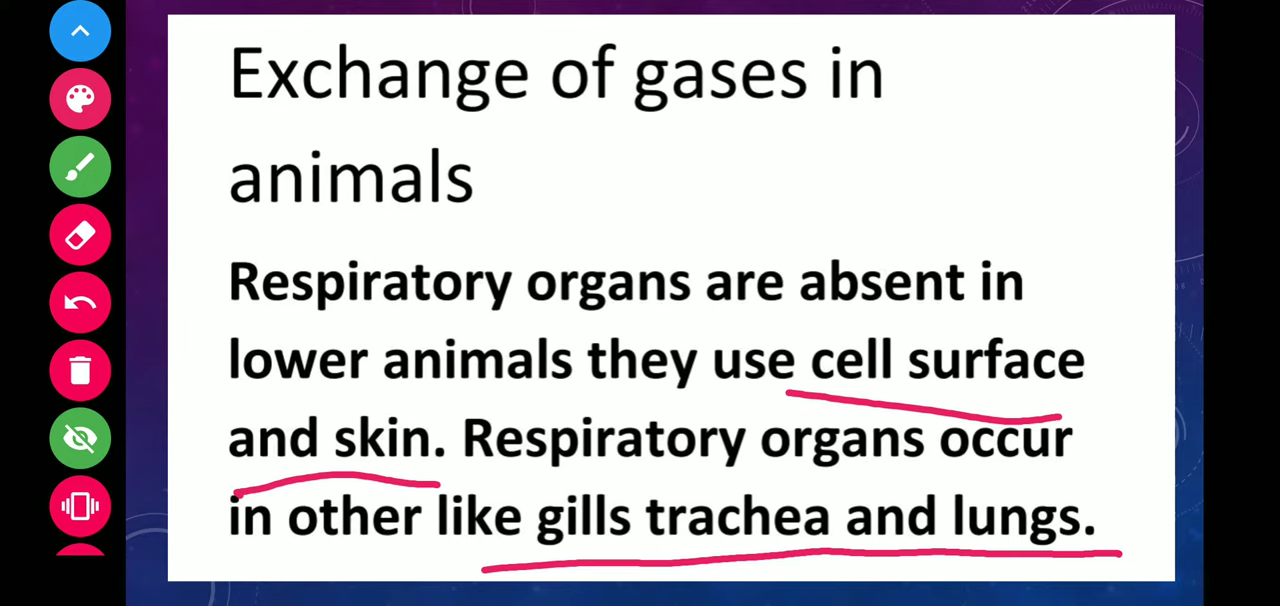 Exchange of gases in
animals
Respiratory organs are absent in
lower animals they use cell surface
and skin. Respiratory organs occur
in other like gills trachea and lungs.